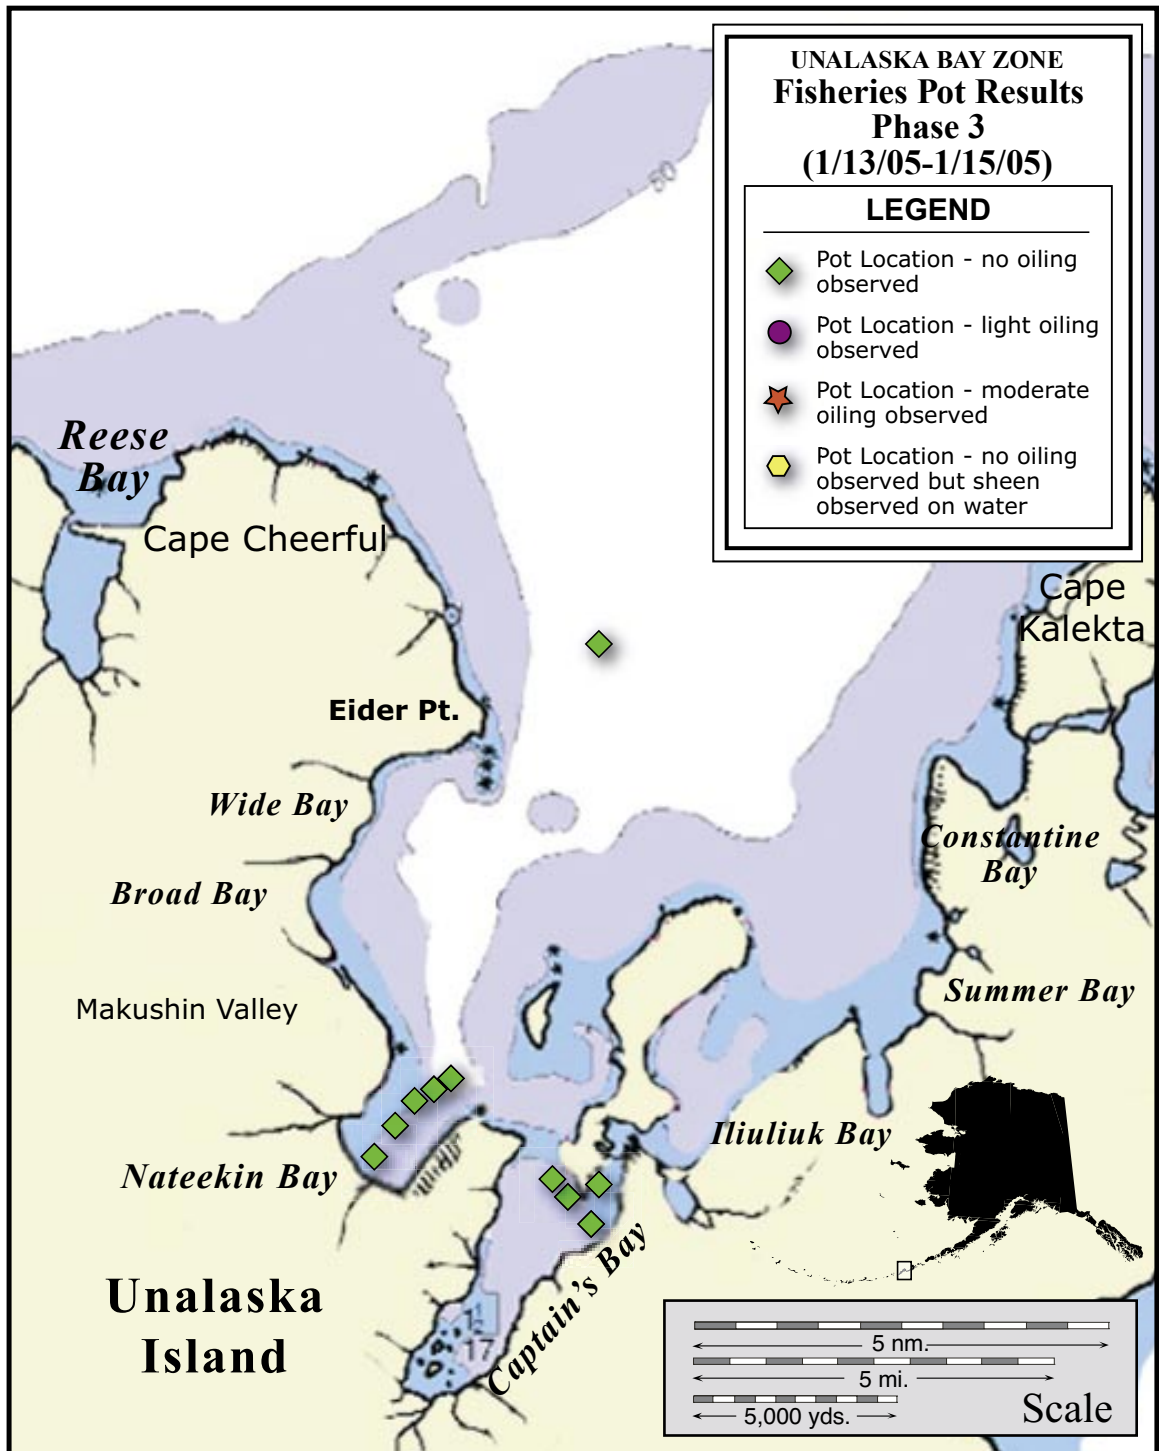 UNALASKA BAY ZONE
Fisheries Pot Results
Phase 3
(1/13/05-1/15/05)
LEGEND
Pot Location - no oiling
observed
Pot Location - light oiling
observed
Pot Location - moderate
oiling observed
Pot Location - no oiling
observed but sheen
observed on water
50
Reese
Bay
Cape Cheerful
Cape
Kalekta
Eider Pt.
Wide Bay
Constantine
Bay
Broad Bay
Summer Bay
Makushin Valley
Iliuliuk Bay
Nateekin Bay
Captain's Bay
Unalaska
Island
17
5 nm.
5 mi.
5,000 yds.
Scale